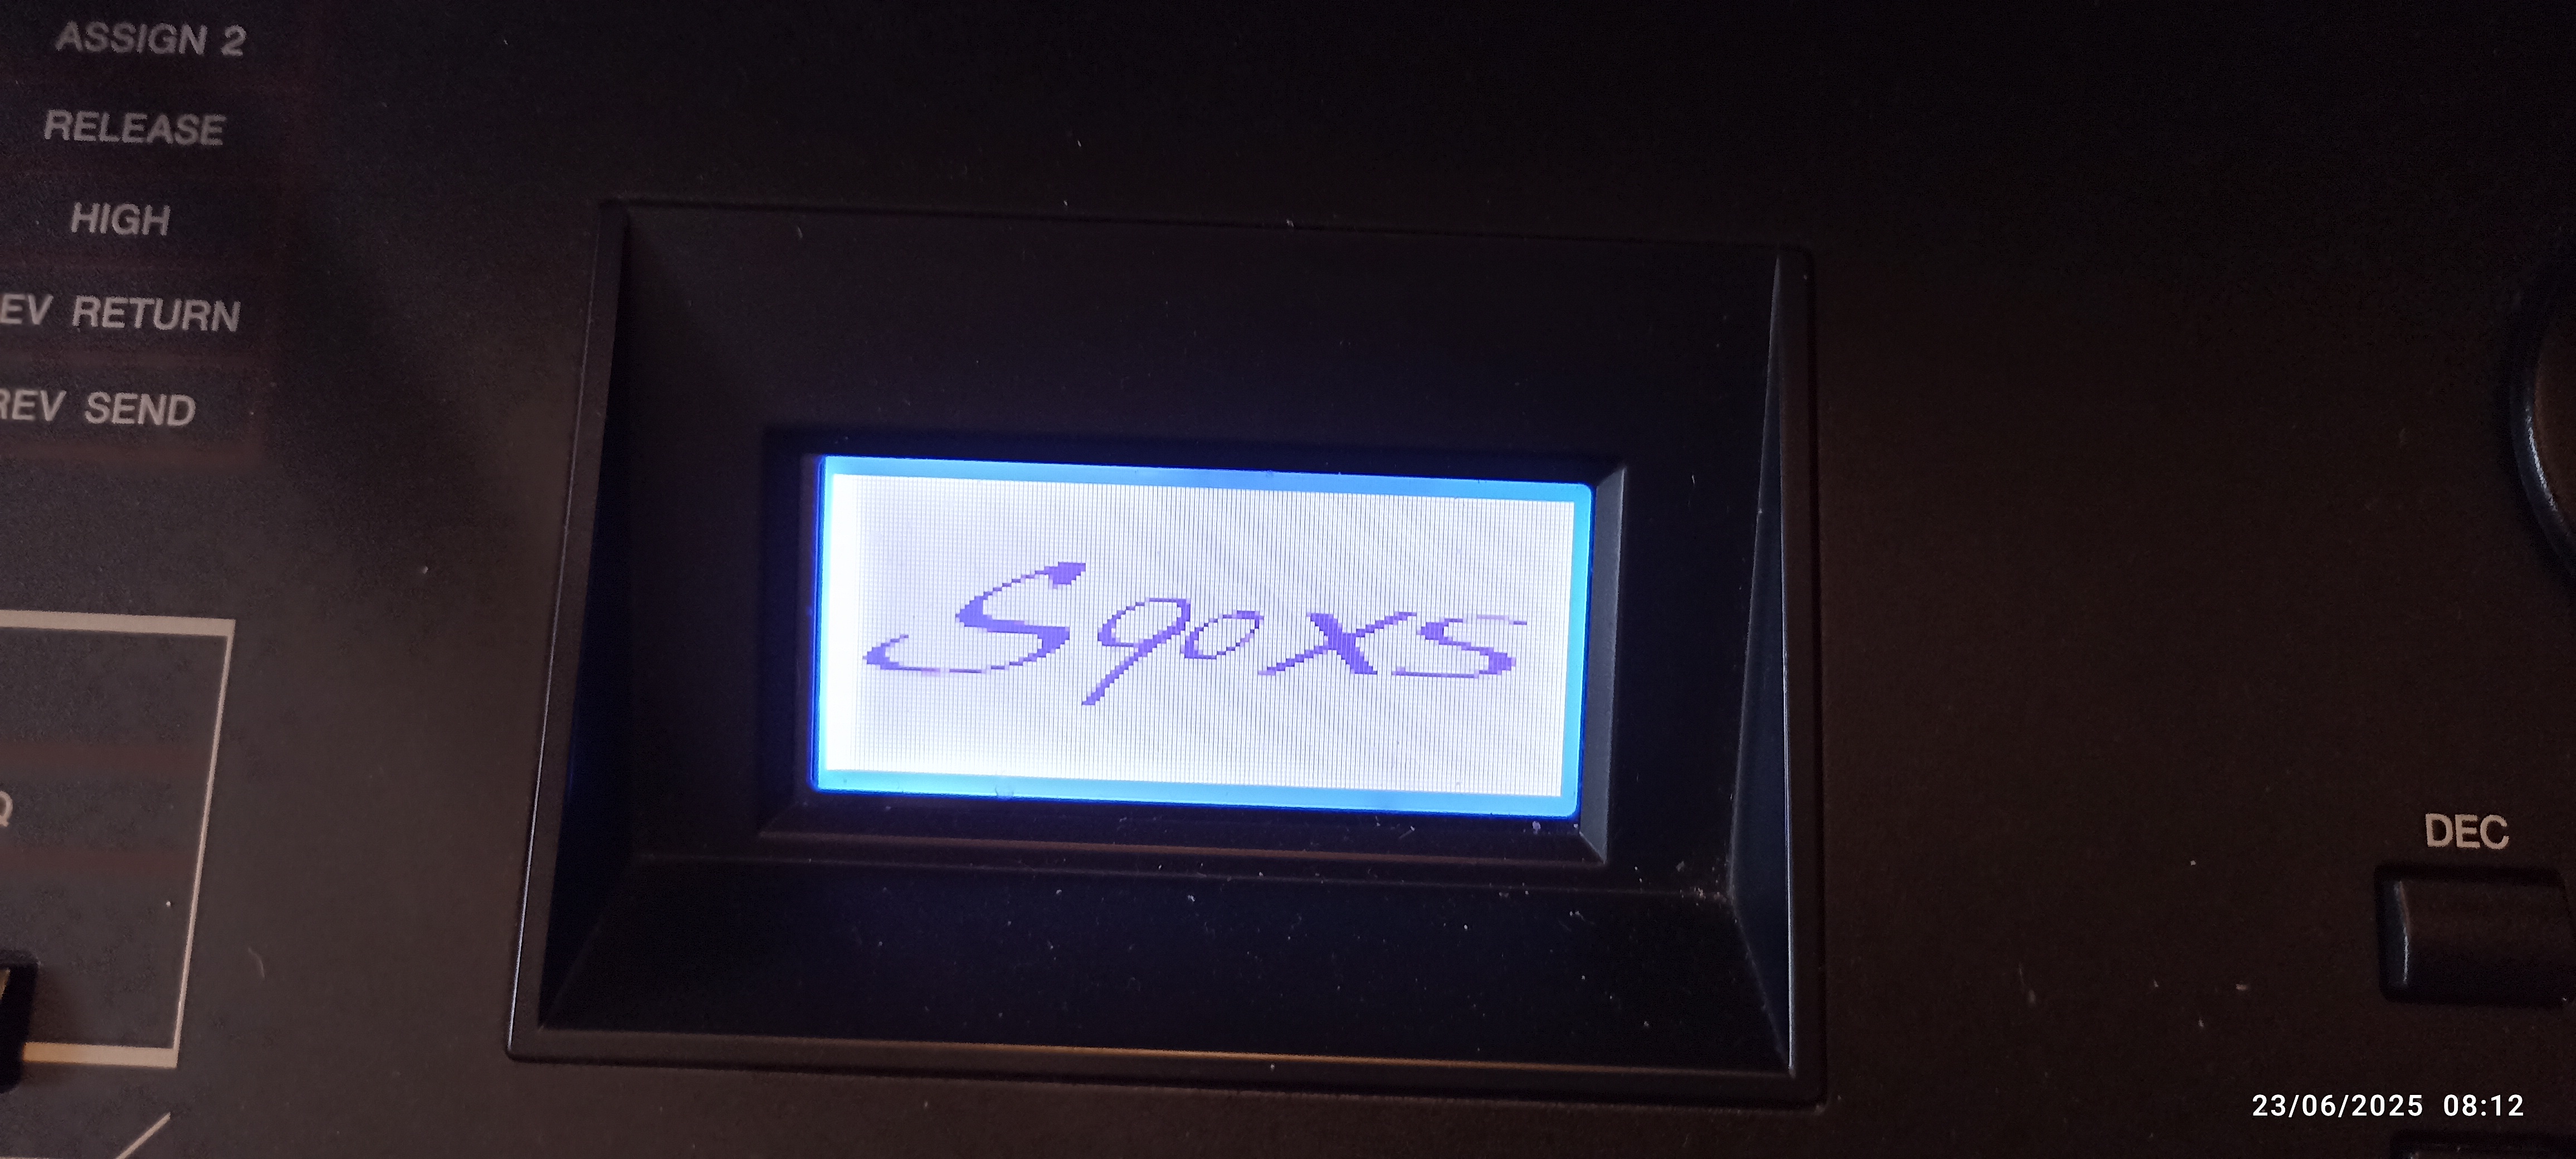 ASSIGN 2
RELEASE
HIGH
EV RETURN
REV SEND
S90XS
Q
DEC
23/06/2025 08:12